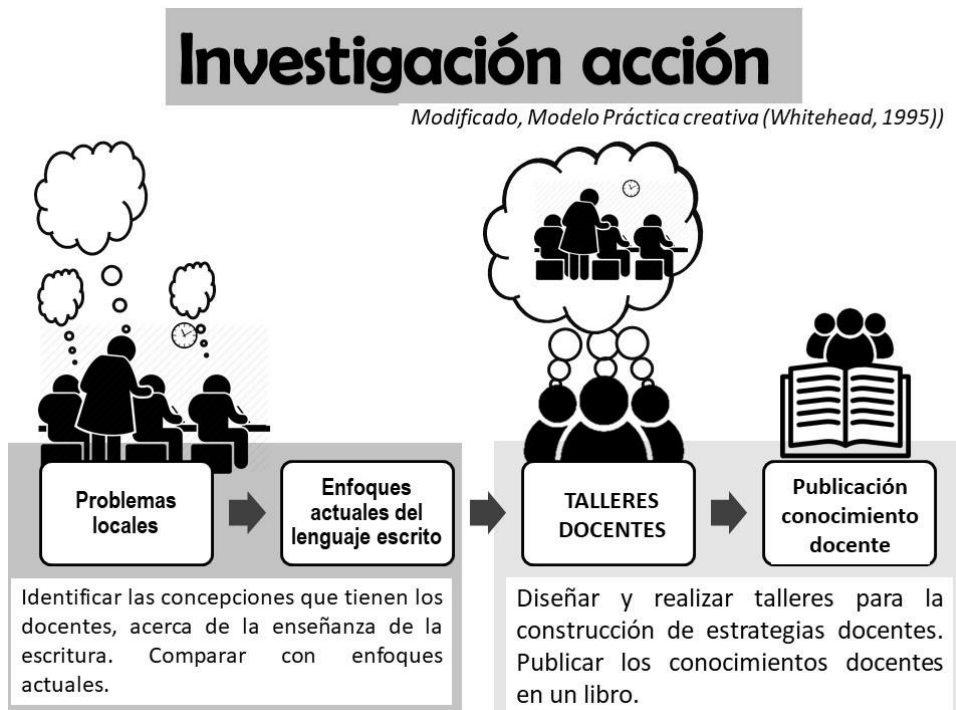 Investigación acción
Modificado, Modelo Práctica creativa (Whitehead, 1995))
Problemas
locales
Enfoques
actuales del
lenguaje escrito
TALLERES
DOCENTES
Publicación
conocimiento
docente
Identificar las concepciones que tienen los
docentes, acerca de la enseñanza de la
escritura. Comparar con enfoques
actuales.
Diseñar y realizar talleres para la
construcción de estrategias docentes.
Publicar los conocimientos docentes
en un libro.